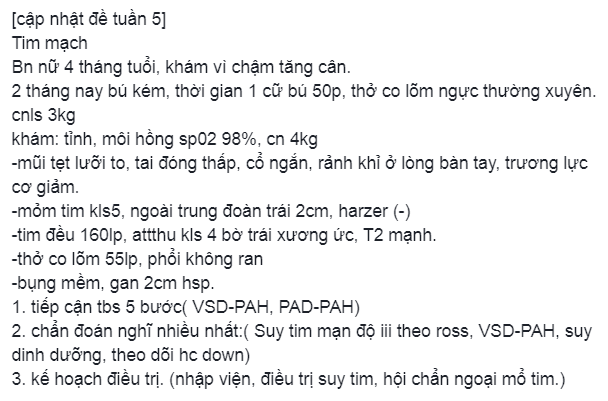 [cập nhật đề tuần 5]
Tim mạch
Bn nữ 4 tháng tuổi, khám vì chậm tăng cân.
2 tháng nay bú kém, thời gian 1 cữ bú 50p, thở co lõm ngực thường xuyên.
cnls 3kg
khám: tỉnh, môi hồng sp02 98%, cn 4kg
-mũi tẹt lưỡi to, tai đóng thấp, cổ ngắn, rảnh khỉ ở lòng bàn tay, trương lực
cơ giảm.
-mỏm tim kls5, ngoài trung đoàn trái 2cm, harzer (-)
-tim đều 160lp, attthu kls 4 bờ trái xương ức, T2 mạnh.
-thở co lõm 55lp, phổi không ran
-bụng mềm, gan 2cm hsp.
1. tiếp cận tbs 5 bước( VSD-PAH, PAD-PAH)
2. chẩn đoán nghĩ nhiều nhất:( Suy tim mạn độ iii theo ross, VSD-PAH, suy
dinh dưỡng, theo dõi hc down)
3. kế hoạch điều trị. (nhập viện, điều trị suy tim, hội chẩn ngoại mổ tim.)